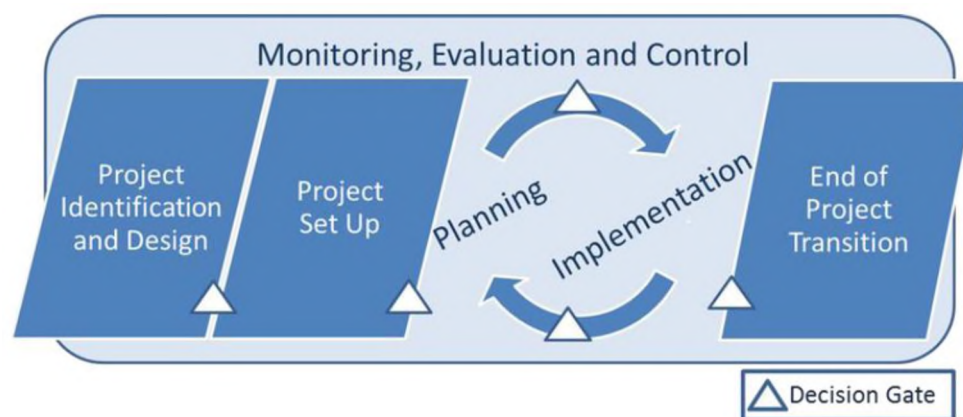 Monitoring, Evaluation and Control
Project
Identification
and Design
Project
Set Up
Planning
Implementation
End of
Project
Transition
Decision Gate